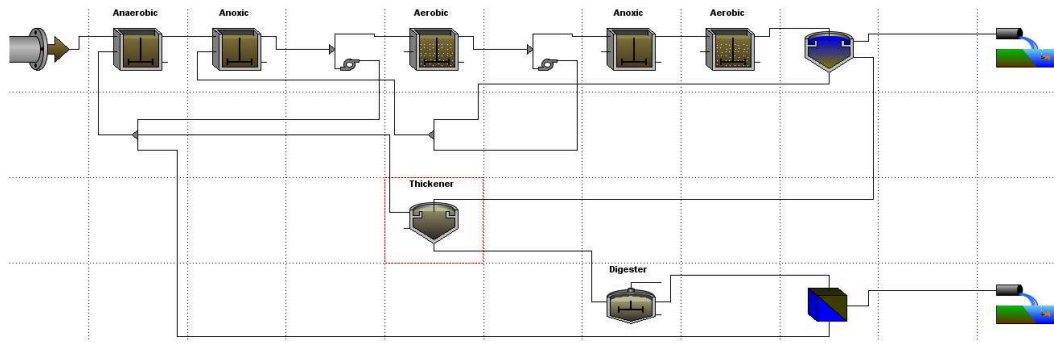 Anaerobic
Anoxic
Aerobic
Anoxic
Aerobic
Thickener
Digester